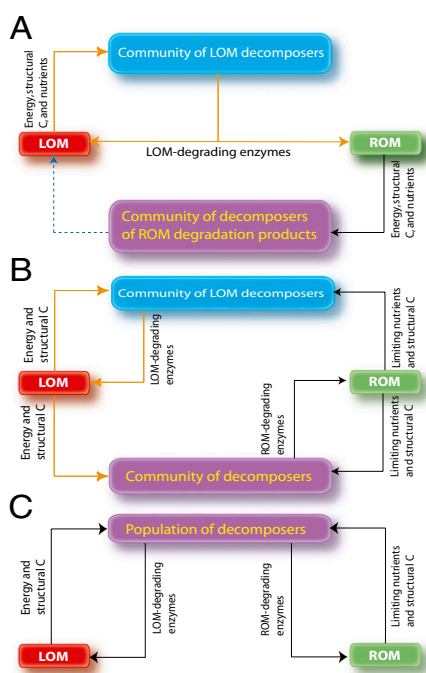 A
Community of LOM decomposers
Energy, structural
C, and nutrients
LOM
ROM
LOM-degrading enzymes
Community of decomposers
of ROM degradation products
Energy, structural
C, and nutrients
B
Community of LOM decomposers
Energy and
structural C
LOM-degrading
enzymes
Limiting nutrients
and structural C
LOM
ROM
Energy and
structural C
ROM-degrading
enzymes
Limiting nutrients
and structural C
Community of decomposers
C
Population of decomposers
Energy and
structural C
LOM-degrading
enzymes
ROM-degrading
enzymes
Limiting nutrients
and structural C
LOM
ROM